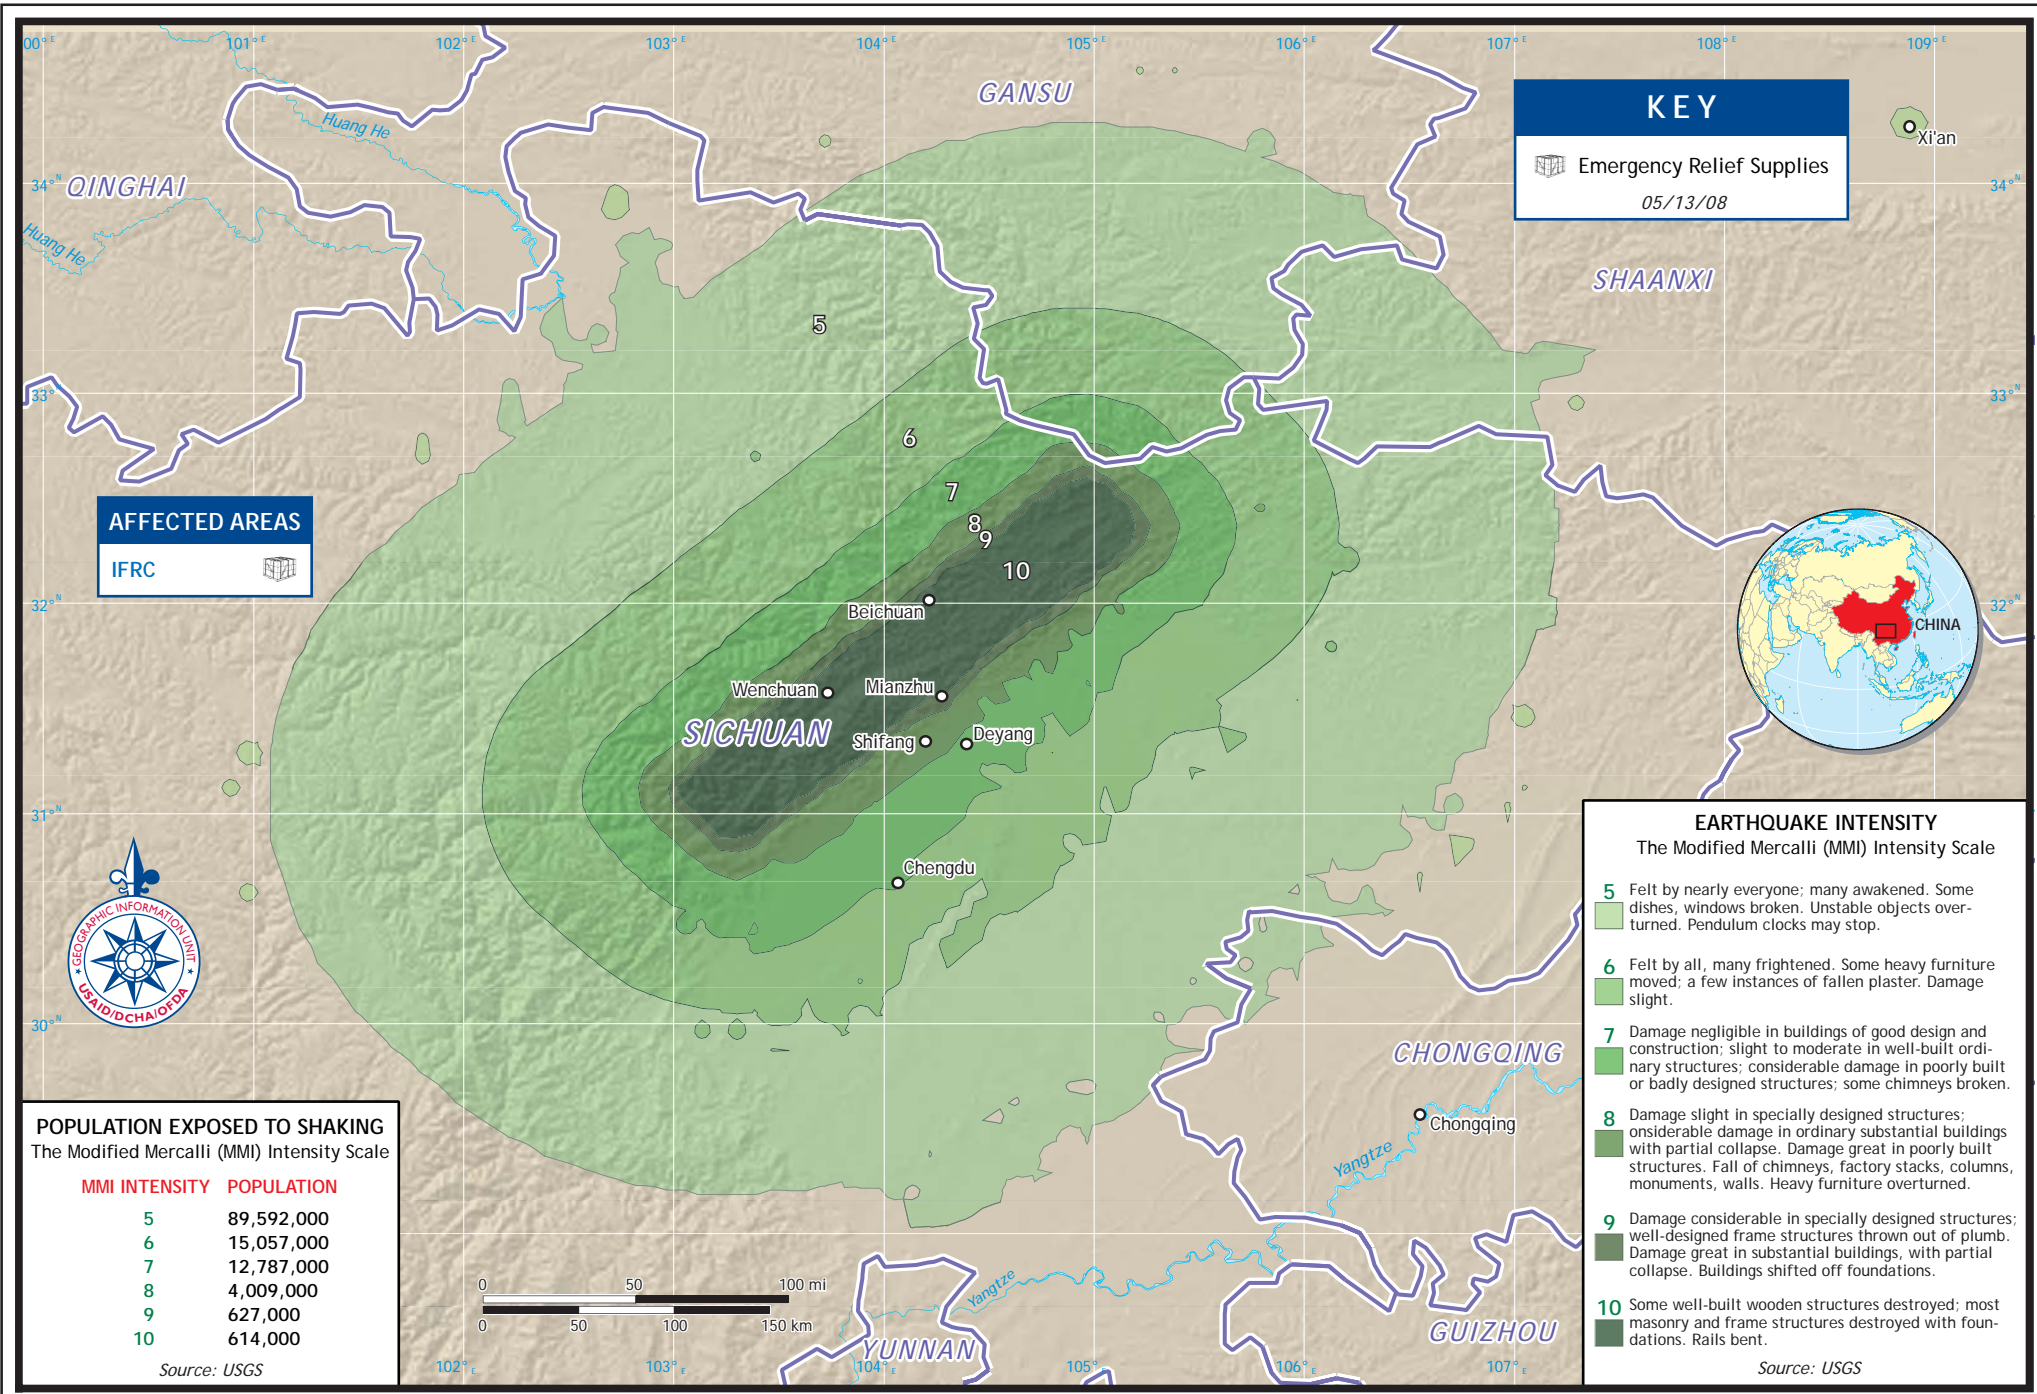 00° E
101° E
102° E
103° E
104° E
105° E
106° E
107° E
108° E
109° E
GANSU
KEY
Emergency Relief Supplies
05/13/08
Xi'an
Huang He
QINGHAI
34° N
34° N
Huang He
SHAANXI
5
33° N
33° N
6
7
8
9
10
AFFECTED AREAS
IFRC
32° N
32° N
Beichuan
CHINA
Wenchuan
Mianzhu
SICHUAN
Shifang
Deyang
31° N
Chengdu
GEOGRAPHIC INFORMATION UNIT
USAID/DCHA/OFDA
30° N
CHONGQING
Chongqing
Yangtze
Yangtze
YUNNAN
GUIZHOU
EARTHQUAKE INTENSITY
The Modified Mercalli (MMI) Intensity Scale
5 Felt by nearly everyone; many awakened. Some
dishes, windows broken. Unstable objects over-
turned. Pendulum clocks may stop.
6 Felt by all, many frightened. Some heavy furniture
moved; a few instances of fallen plaster. Damage
slight.
7 Damage negligible in buildings of good design and
construction; slight to moderate in well-built ordi-
nary structures; considerable damage in poorly built
or badly designed structures; some chimneys broken.
8 Damage slight in specially designed structures;
onsiderable damage in ordinary substantial buildings
with partial collapse. Damage great in poorly built
structures. Fall of chimneys, factory stacks, columns,
monuments, walls. Heavy furniture overturned.
9 Damage considerable in specially designed structures;
well-designed frame structures thrown out of plumb.
Damage great in substantial buildings, with partial
collapse. Buildings shifted off foundations.
10 Some well-built wooden structures destroyed; most
masonry and frame structures destroyed with foun-
dations. Rails bent.
Source: USGS
POPULATION EXPOSED TO SHAKING
The Modified Mercalli (MMI) Intensity Scale
MMI INTENSITY POPULATION
5 89,592,000
6 15,057,000
7 12,787,000
8 4,009,000
9 627,000
10 614,000
Source: USGS
0 50 100 mi
0 50 100 150 km
102° E
103° E
104° E
105° E
106° E
107° E